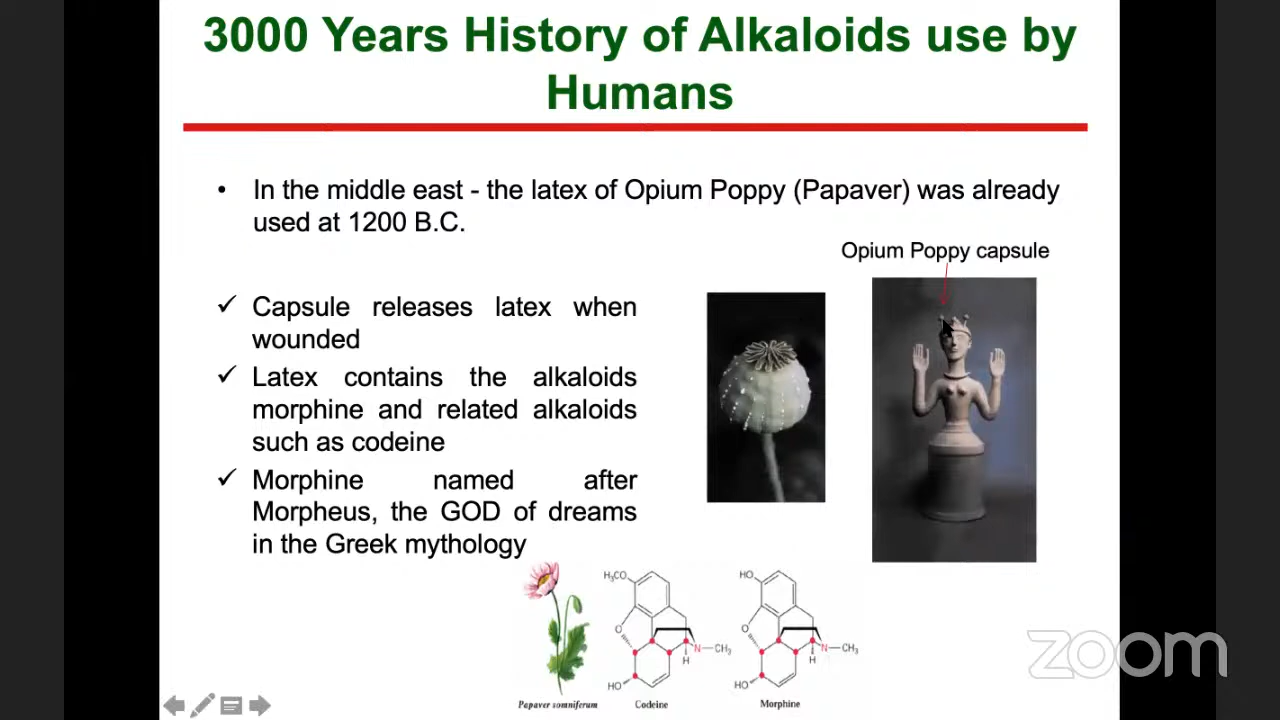 3000 Years History of Alkaloids use by
Humans
• In the middle east - the latex of Opium Poppy (Papaver) was already
used at 1200 B.C.
Opium Poppy capsule
✓ Capsule releases latex when
wounded
✓ Latex contains the alkaloids
morphine and related alkaloids
such as codeine
✓ Morphine named after
Morpheus, the GOD of dreams
in the Greek mythology
H₃CO
O
N—CH₃
H
HO
HO
O
N—CH₃
H
HO
Papaver somniferum
Codeine
Morphine
zoom